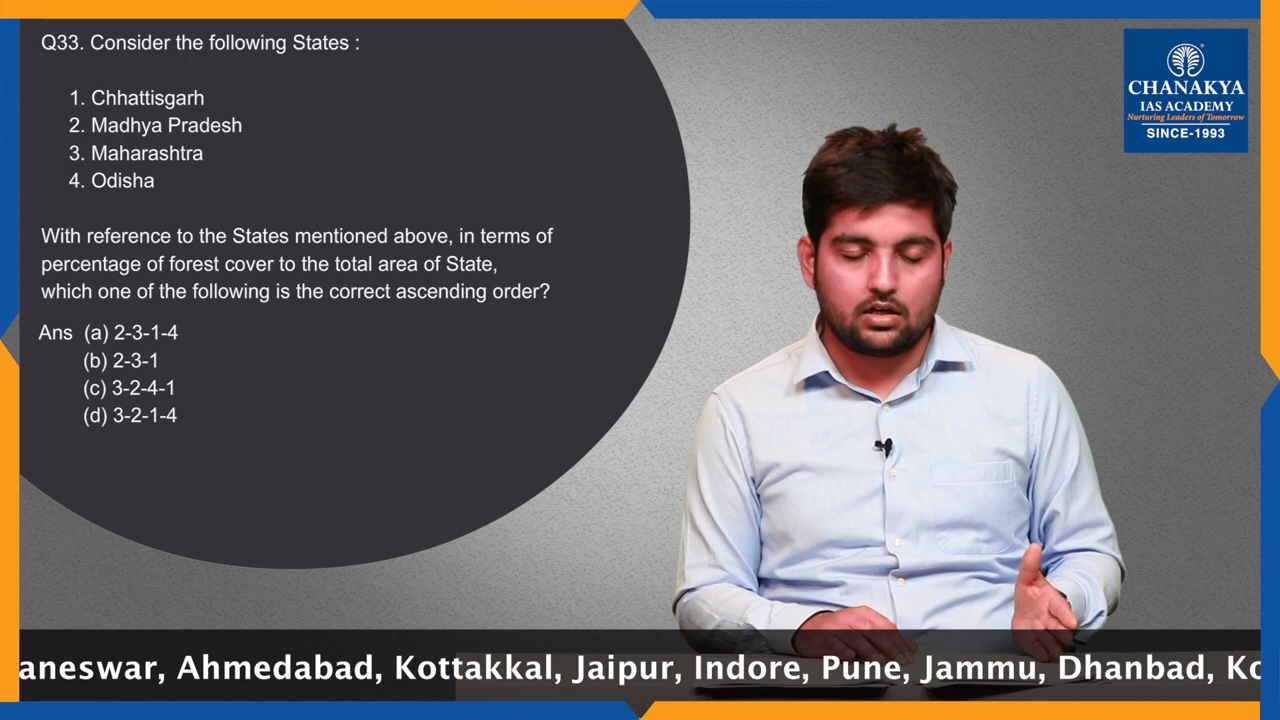 Q33. Consider the following States :
1. Chhattisgarh
2. Madhya Pradesh
3. Maharashtra
4. Odisha
With reference to the States mentioned above, in terms of
percentage of forest cover to the total area of State,
which one of the following is the correct ascending order?
Ans (a) 2-3-1-4
(b) 2-3-1
(c) 3-2-4-1
(d) 3-2-1-4
CHANAKYA
IAS ACADEMY
Nurturing Leaders of Tomorrow
SINCE-1993
aneswar, Ahmedabad, Kottakkal, Jaipur, Indore, Pune, Jammu, Dhanbad, Ko